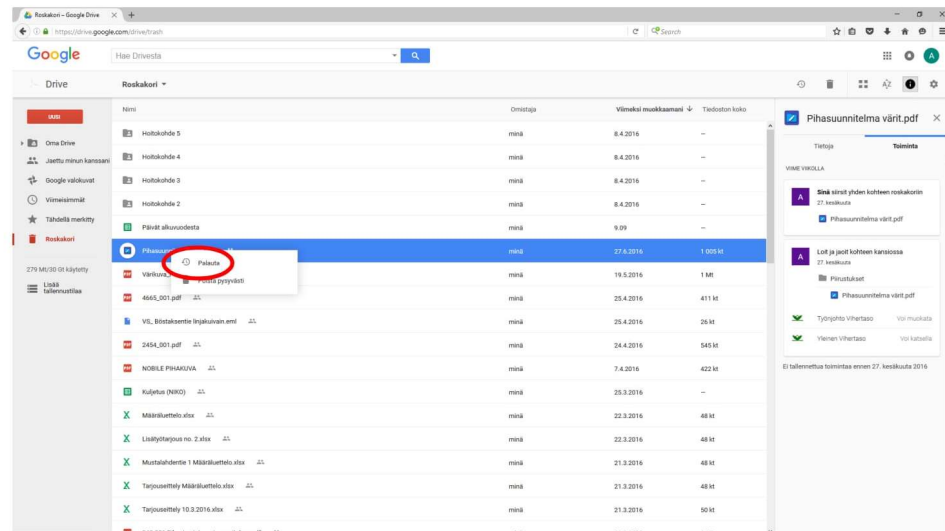 Roskakori – Google Drive
https://drive.google.com/drive/trash
Search
Google
Hae Drivesta
A
Drive
Roskakori
UUSI
Oma Drive
Jaettu minun kanssani
Google valokuvat
Viimeisimmät
Tähdellä merkitty
Roskakori
279 Mt/30 Gt käytetty
Lisää
tallennustilaa
Nimi Omistaja Viimeksi muokkaamani Tiedoston koko
Hoitokohde 5 minä 8.4.2016 –
Hoitokohde 4 minä 8.4.2016 –
Hoitokohde 3 minä 8.4.2016 –
Hoitokohde 2 minä 8.4.2016 –
Päivät alkuvuodesta minä 9.09 –
Pihasuun minä 27.6.2016 1 005 kt
Palauta
Värikuva minä 19.5.2016 1 Mt
Poista pysyvästi
4665_001.pdf minä 25.4.2016 411 kt
VS_ Böstaksentie linjakuivain.eml minä 25.4.2016 26 kt
2454_001.pdf minä 24.4.2016 545 kt
NOBILE PIHAKUVA minä 7.4.2016 422 kt
Kuljetus (NIKO) minä 25.3.2016 –
Määräluettelo.xlsx minä 22.3.2016 48 kt
Lisätyötarjous no. 2.xlsx minä 22.3.2016 48 kt
Mustalahdentie 1 Määräluettelo.xlsx minä 21.3.2016 48 kt
Tarjouseittely Määräluettelo.xlsx minä 21.3.2016 48 kt
Tarjouseittely 10.3.2016.xlsx minä 21.3.2016 50 kt
Pihasuunnitelma värit.pdf
Tietoja Toiminta
VIIME VIIKOLLA
A
Sinä siirsit yhden kohteen roskakoriin
27. kesäkuuta
Pihasuunnitelma värit.pdf
A
Loit ja jaoit kohteen kansiossa
27. kesäkuuta
Piirustukset
Pihasuunnitelma värit.pdf
Työnjohto Vihertaso Voi muokata
Yleinen Vihertaso Voi katsella
Ei tallennettua toimintaa ennen 27. kesäkuuta 2016